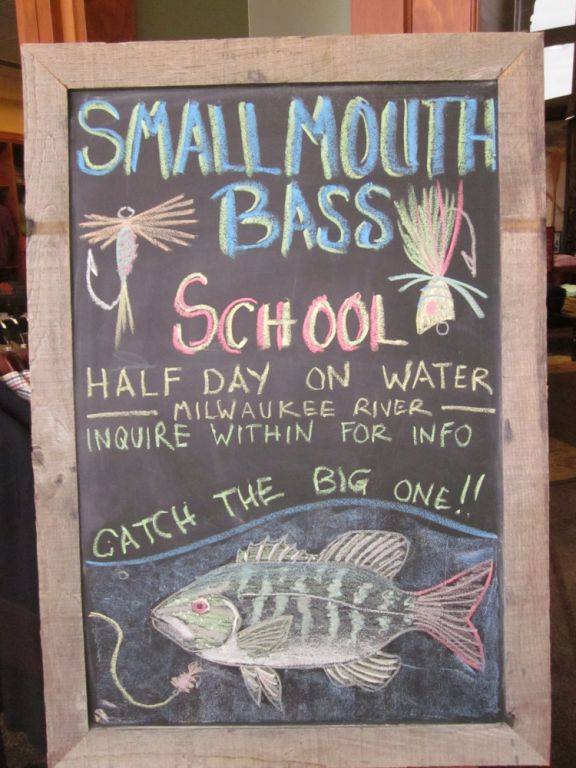 SMALLMOUTH
BASS
SCHOOL
HALF DAY ON WATER
— MILWAUKEE RIVER —
INQUIRE WITHIN FOR INFO
CATCH THE BIG ONE!!